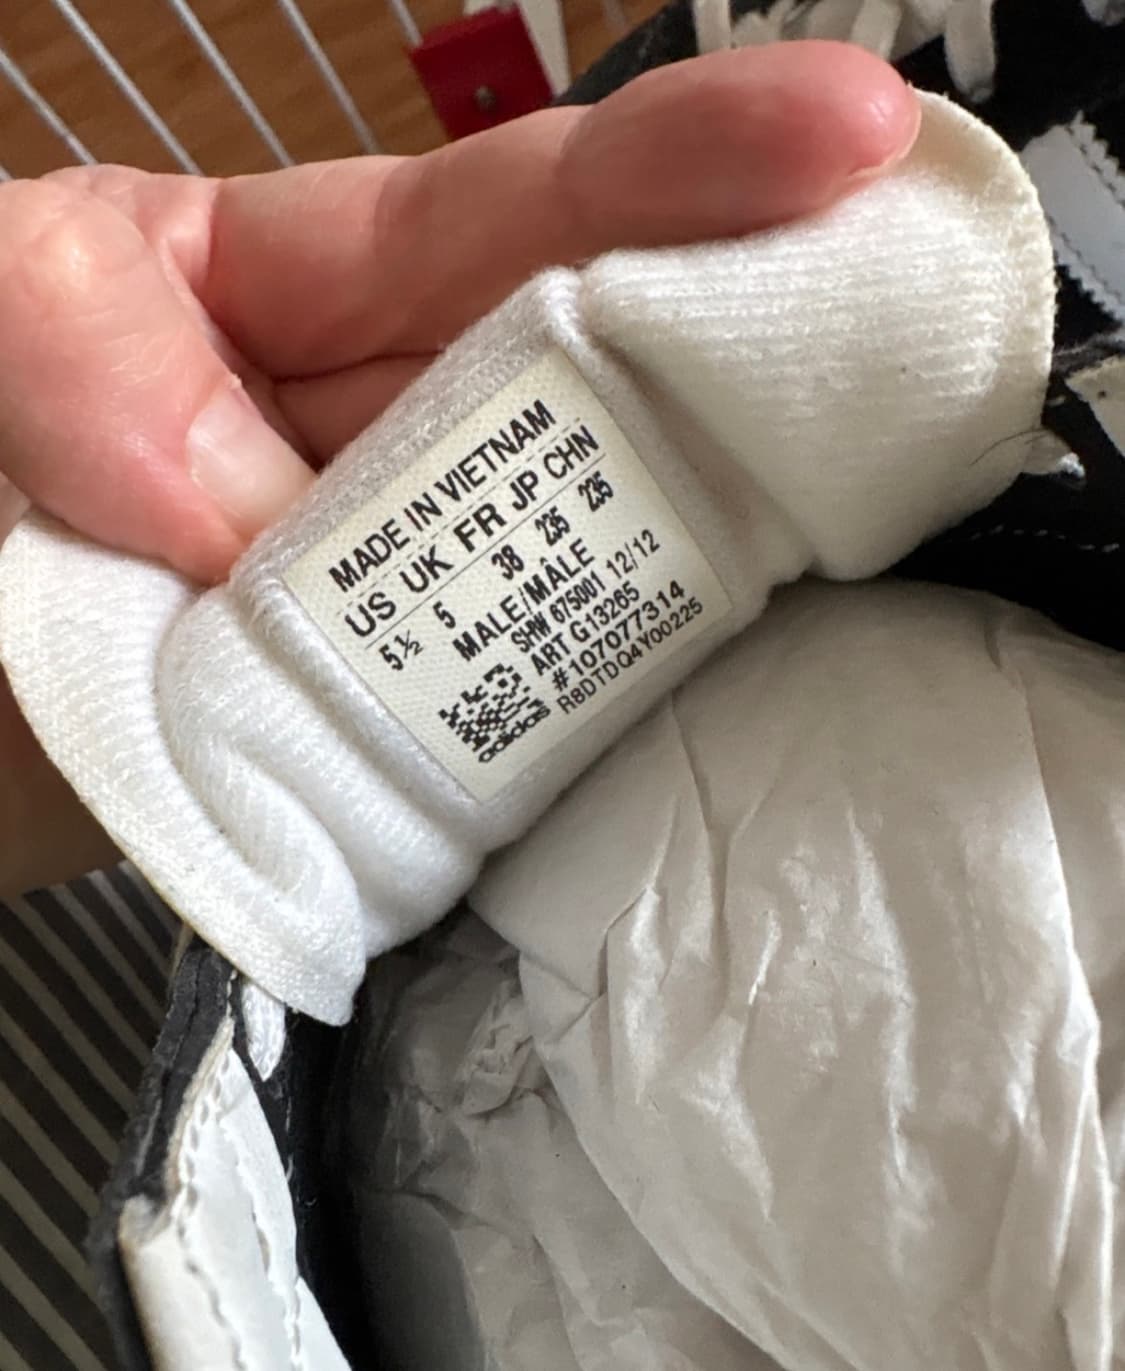 MADE IN VIETNAM
US UK FR JP CHN
5½ 5 38 235 235
MALE/MÂLE
SHW 675001 12/12
ART G13265
#107077314
R8DTDQ4Y00225
adidas